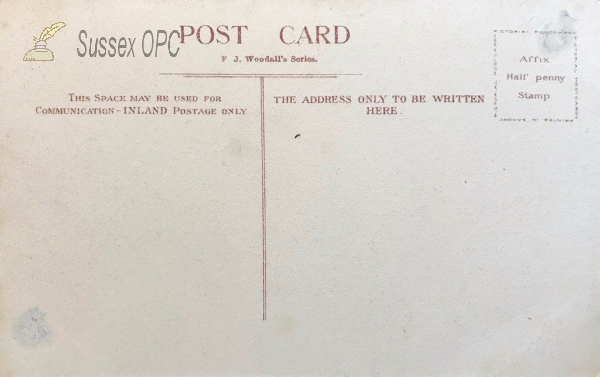 Sussex OPC
POST CARD
F J. Woodall's Series.
THIS SPACE MAY BE USED FOR
COMMUNICATION-INLAND POSTAGE ONLY
THE ADDRESS ONLY TO BE WRITTEN
HERE.
Affix
Half penny
Stamp